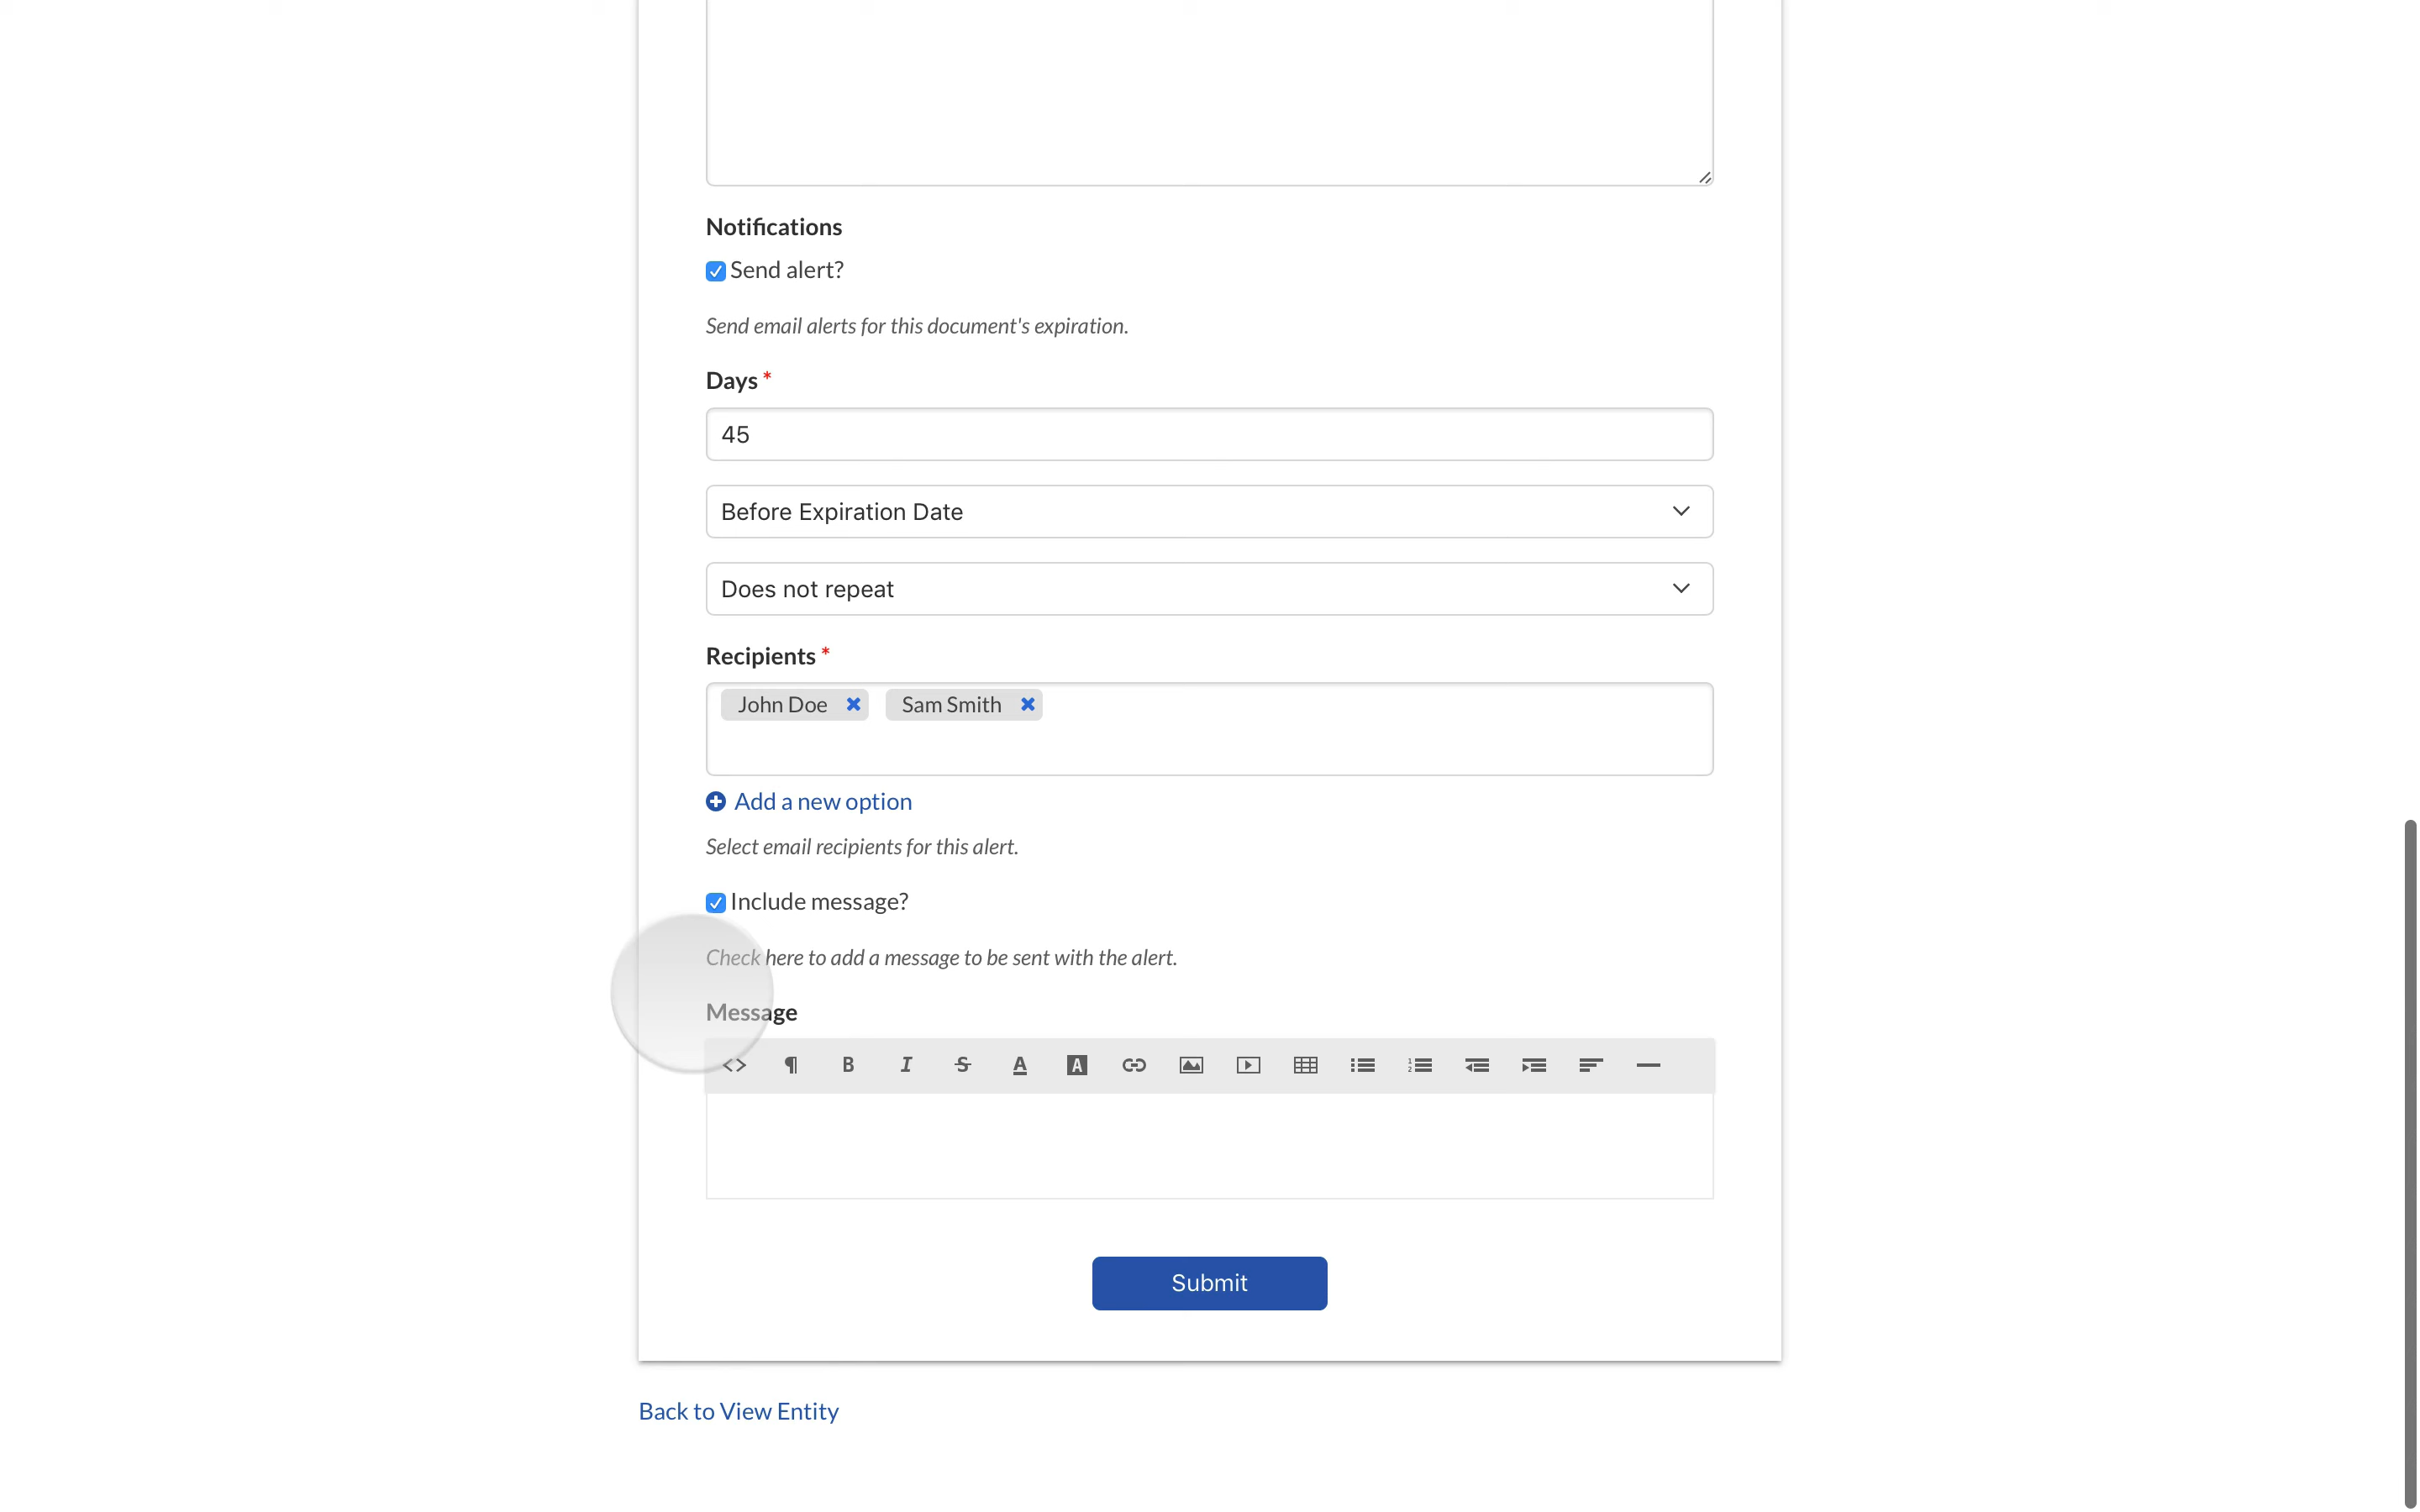 Notifications
Send alert?
Send email alerts for this document's expiration.
Days *
45
Before Expiration Date
Does not repeat
Recipients *
John Doe Sam Smith
Add a new option
Select email recipients for this alert.
Include message?
Check here to add a message to be sent with the alert.
Message
Submit
Back to View Entity